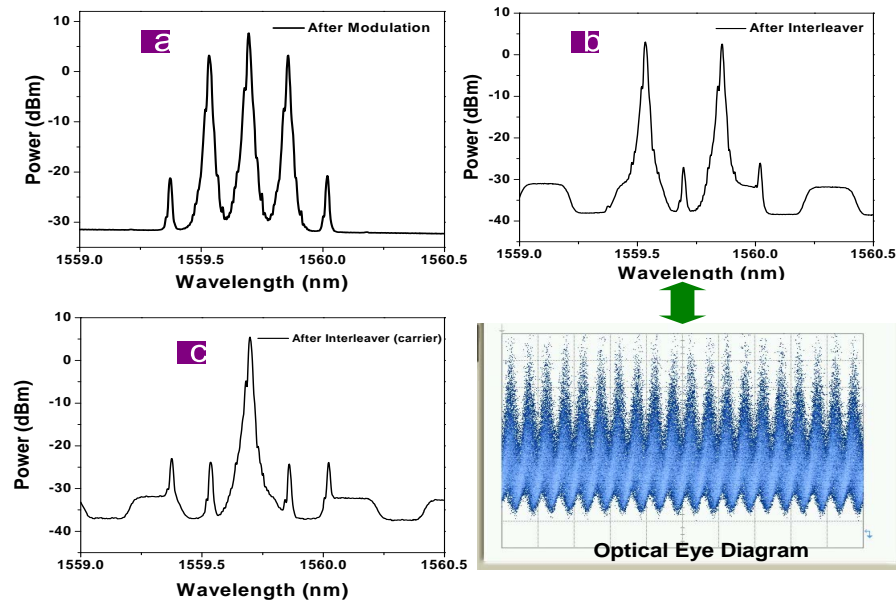 a
After Modulation
10
0
-10
-20
-30
Power (dBm)
1559.0
1559.5
1560.0
1560.5
Wavelength (nm)
b
After Interleaver
10
0
-10
-20
-30
-40
Power (dBm)
1559.0
1559.5
1560.0
1560.5
Wavelength (nm)
c
After Interleaver (carrier)
10
0
-10
-20
-30
-40
Power (dBm)
1559.0
1559.5
1560.0
1560.5
Wavelength (nm)
Optical Eye Diagram